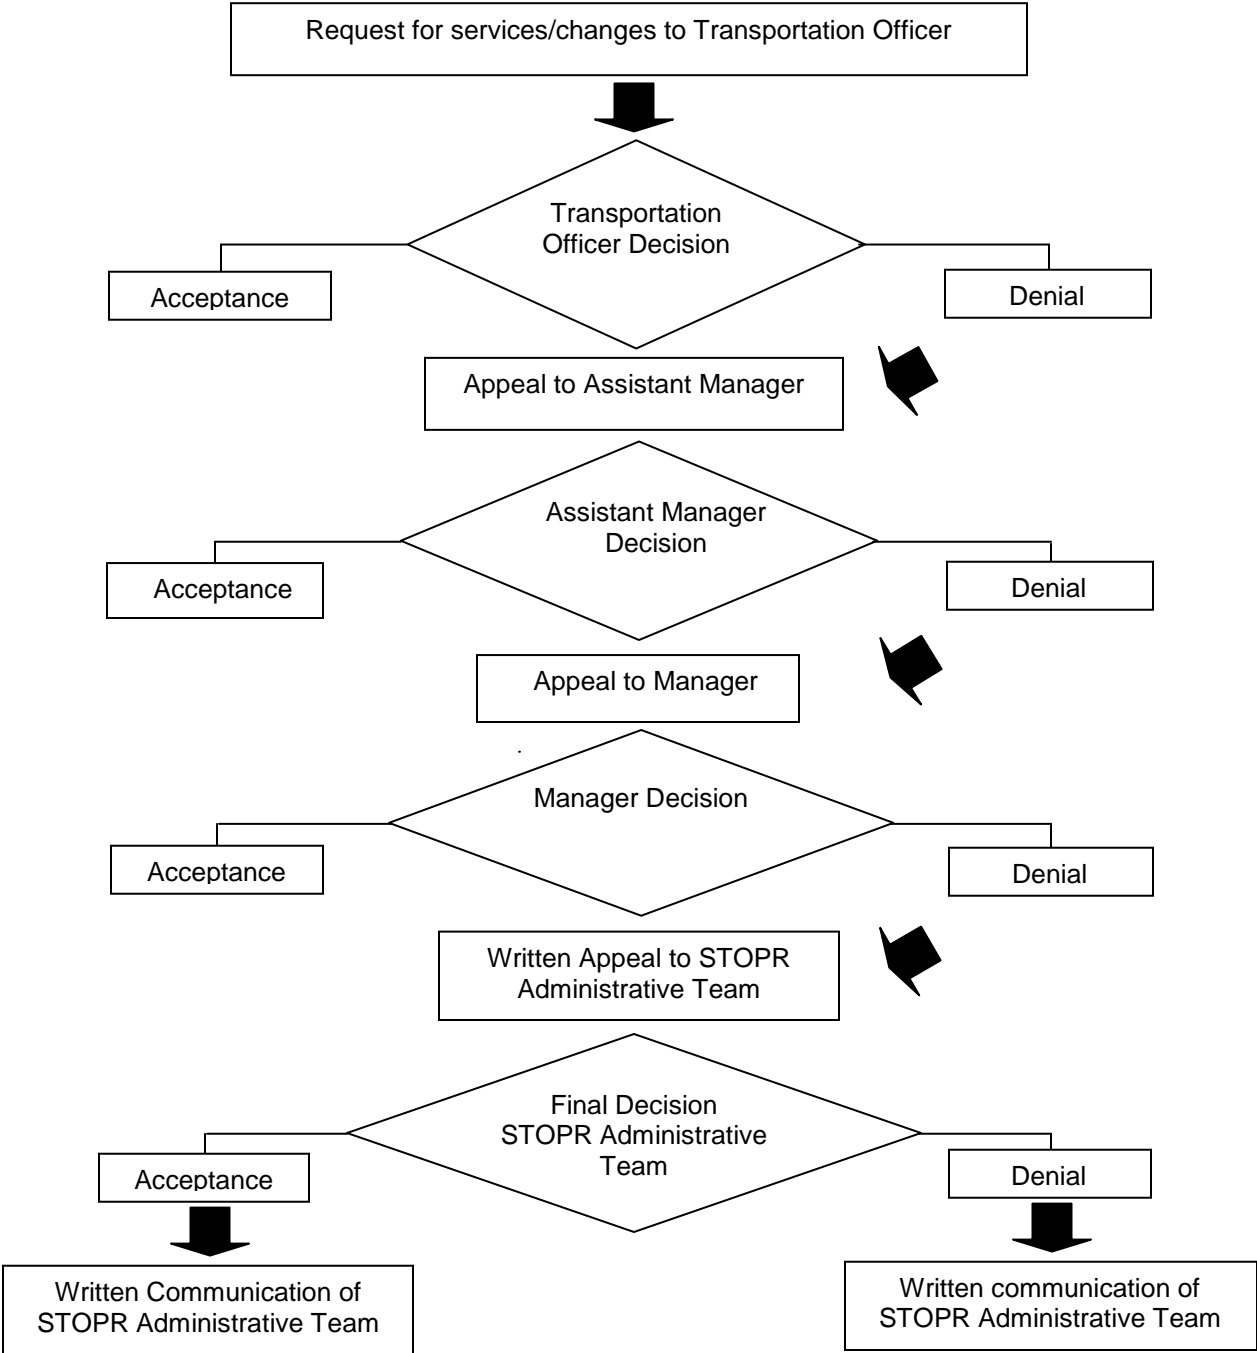 Request for services/changes to Transportation Officer
Transportation
Officer Decision
Acceptance
Denial
Appeal to Assistant Manager
Assistant Manager
Decision
Acceptance
Denial
Appeal to Manager
Manager Decision
Acceptance
Denial
Written Appeal to STOPR
Administrative Team
Final Decision
STOPR Administrative
Team
Acceptance
Denial
Written Communication of
STOPR Administrative Team
Written communication of
STOPR Administrative Team